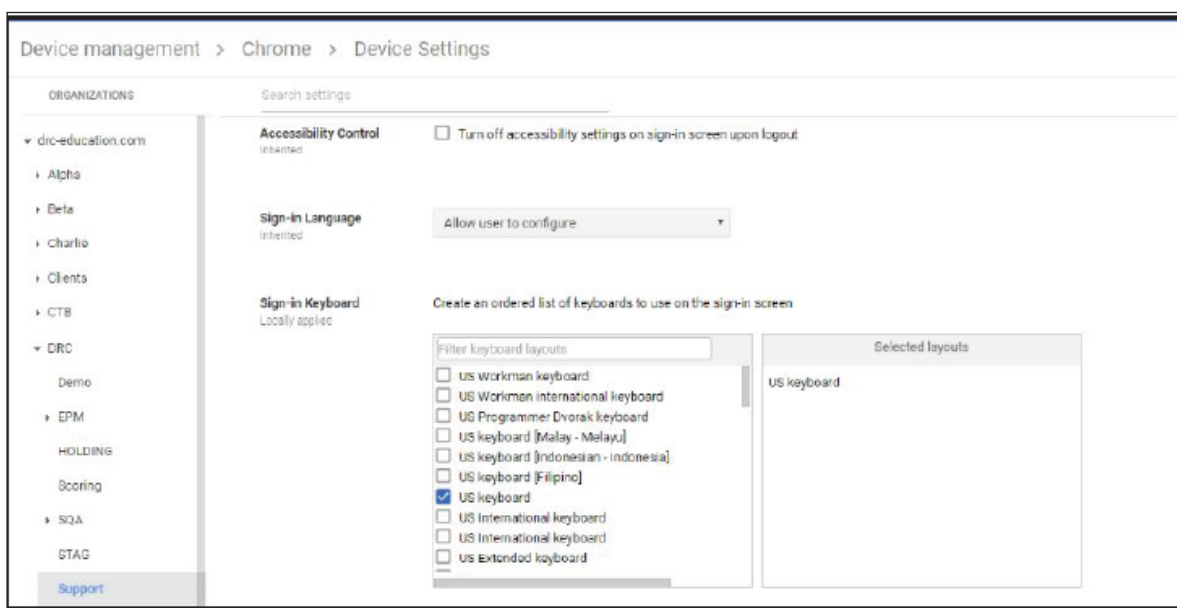 Device management > Chrome > Device Settings
ORGANIZATIONS
Search settings
drc-education.com
Alpha
Beta
Charlie
Clients
CTB
DRC
Demo
EPM
HOLDING
Scoring
SQA
STAG
Support
Accessibility Control
Inherited
Turn off accessibility settings on sign-in screen upon logout
Sign-in Language
Inherited
Allow user to configure
Sign-in Keyboard
Locally applied
Create an ordered list of keyboards to use on the sign-in screen
Filter keyboard layouts
US Workman keyboard
US Workman international keyboard
US Programmer Dvorak keyboard
US keyboard [Malay - Melayu]
US keyboard [Indonesian - Indonesia]
US keyboard [Filipino]
US keyboard
US International keyboard
US International keyboard
US Extended keyboard
Selected layouts
US keyboard